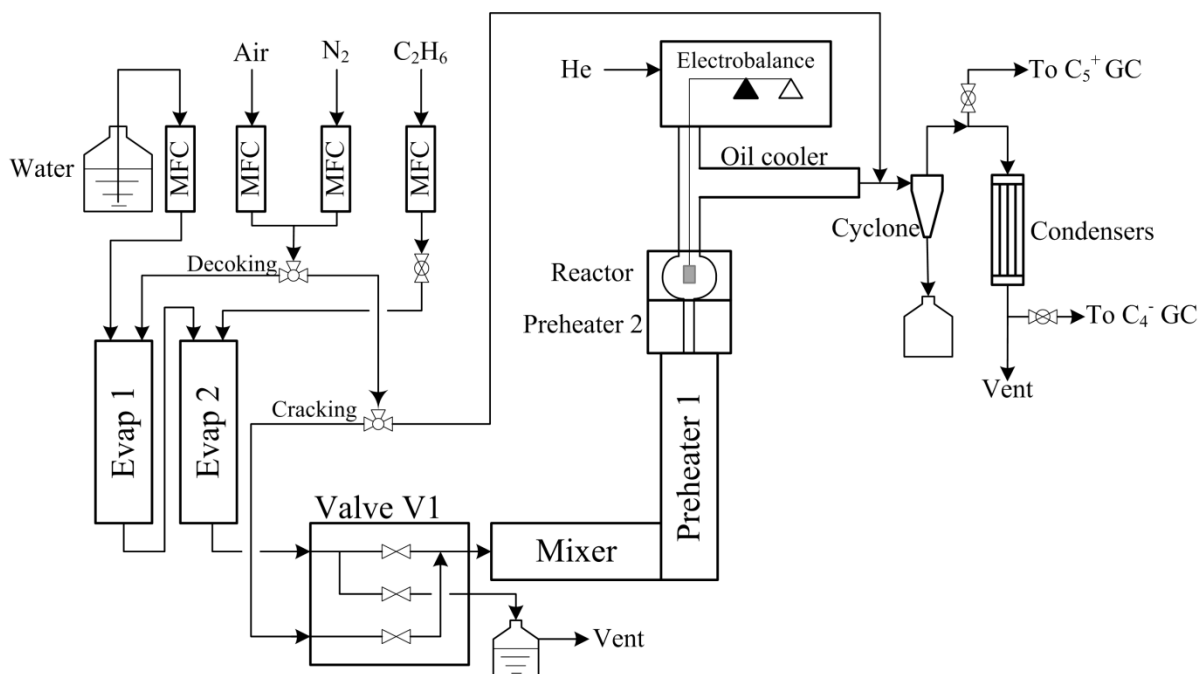 Air
N₂
C₂H₆
He
Electrobalance
To C₅⁺ GC
Water
MFC
MFC
MFC
MFC
Oil cooler
Cyclone
Condensers
Decoking
Reactor
Preheater 2
To C₄⁻ GC
Vent
Evap 1
Evap 2
Cracking
Preheater 1
Valve V1
Mixer
Vent